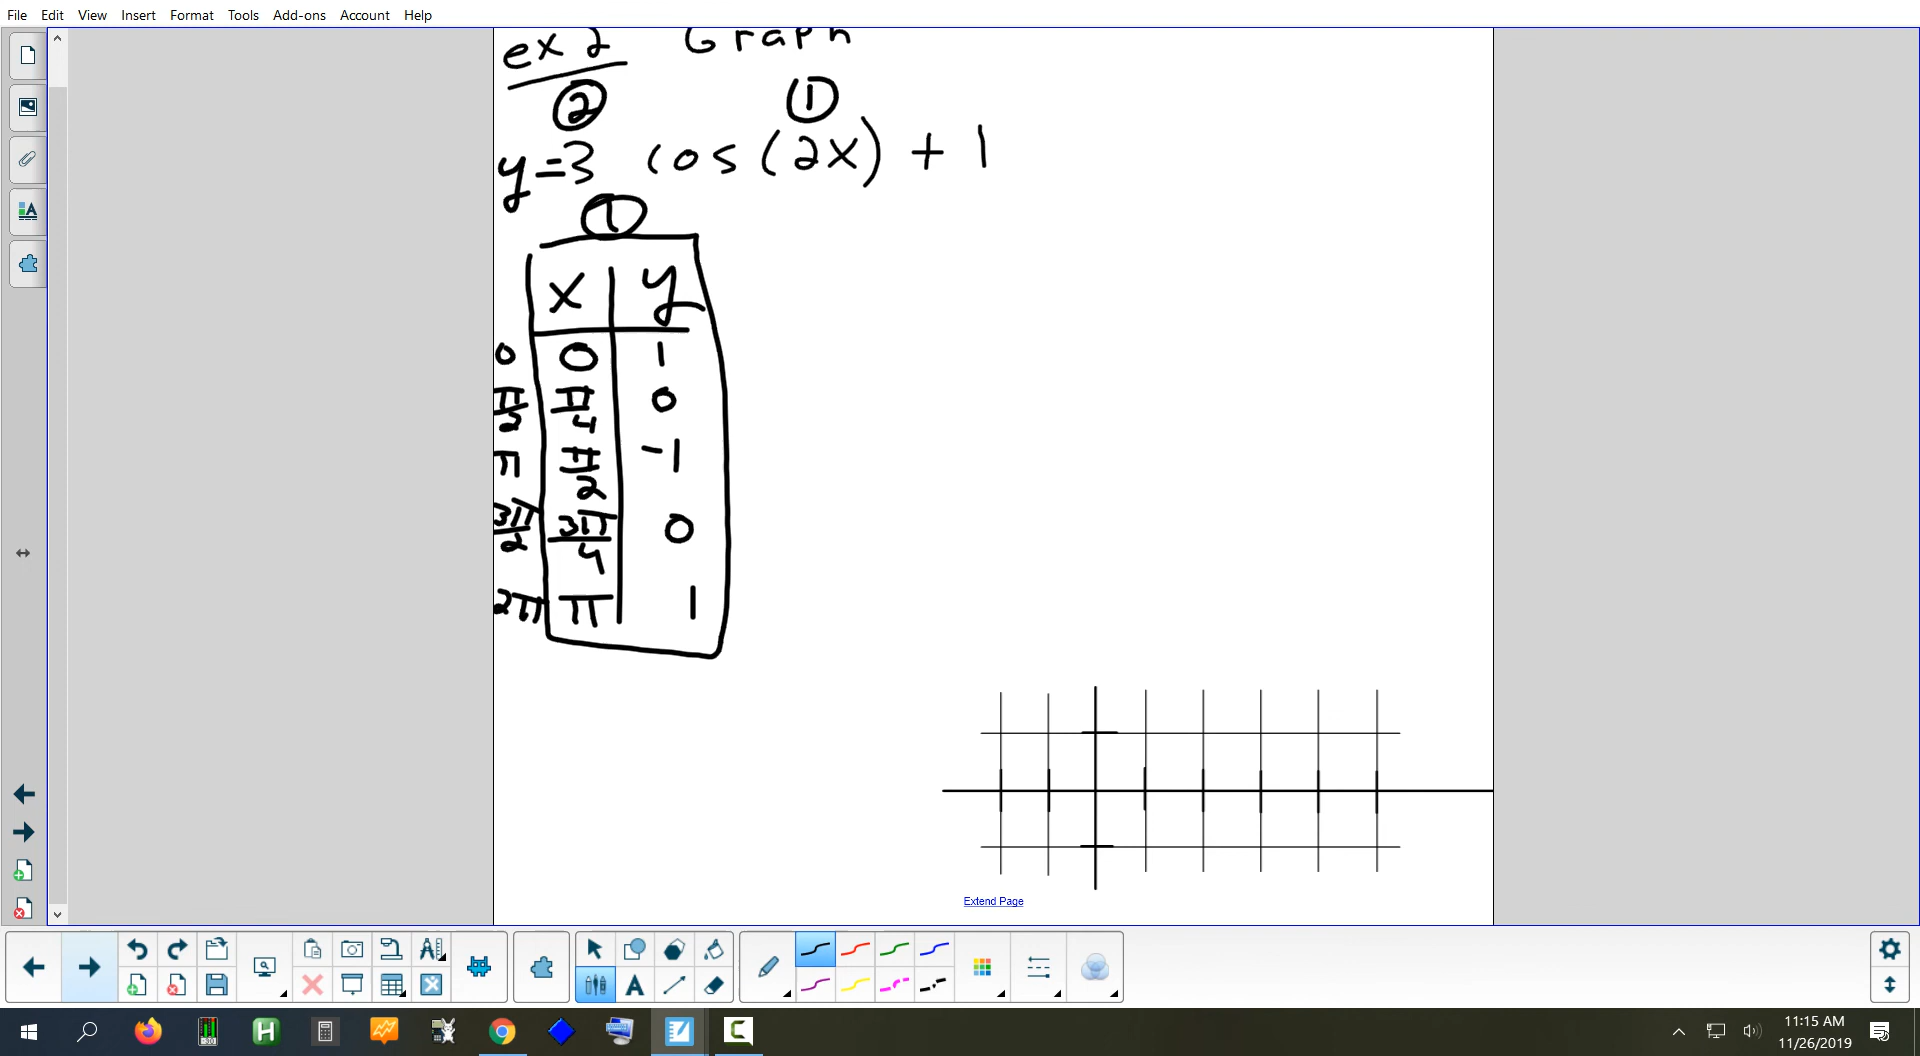 File Edit View Insert Format Tools Add-ons Account Help
ex 2 Graph
② ①
y=3 cos(2x) + 1
①
x y
0 0 1
π/2 π/4 0
π π/2 -1
3π/2 3π/4 0
2π π 1
Extend Page
11:15 AM
11/26/2019